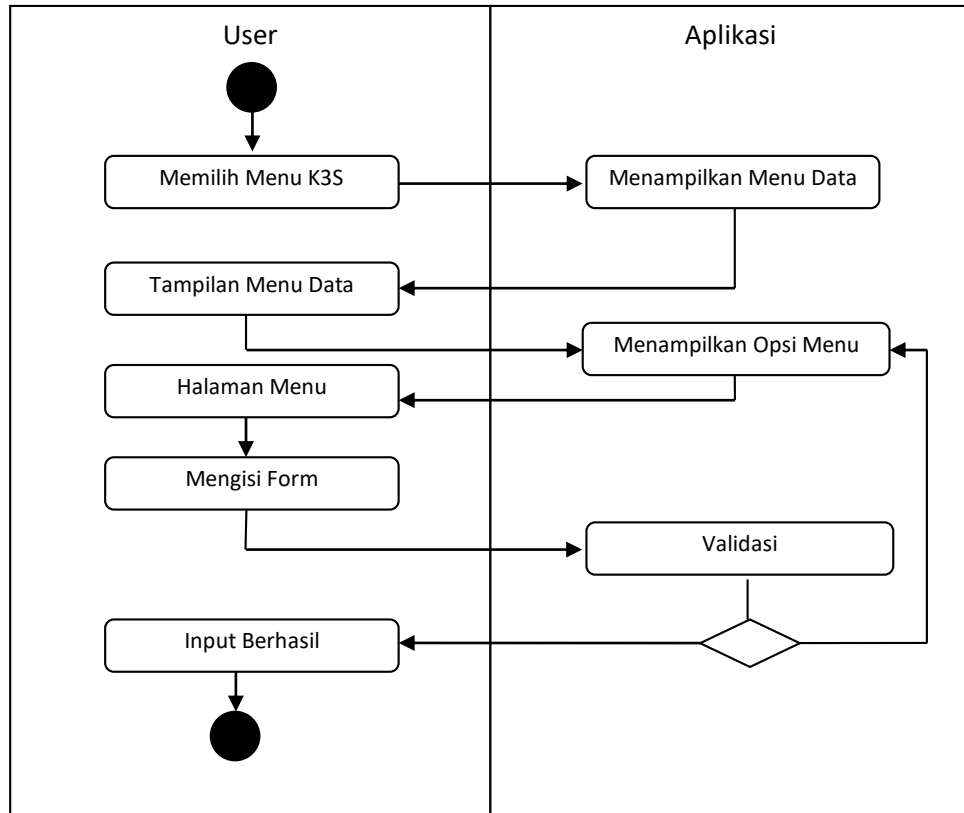 User
Aplikasi
Memilih Menu K3S
Menampilkan Menu Data
Tampilan Menu Data
Menampilkan Opsi Menu
Halaman Menu
Mengisi Form
Validasi
Input Berhasil